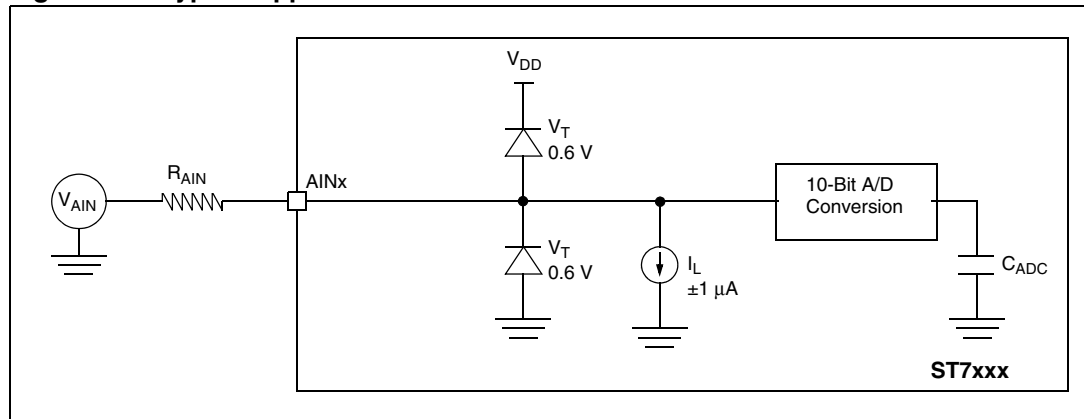 V_DD
V_T
0.6 V
R_AIN
AINx
V_AIN
10-Bit A/D
Conversion
V_T
0.6 V
I_L
±1 µA
C_ADC
ST7xxx